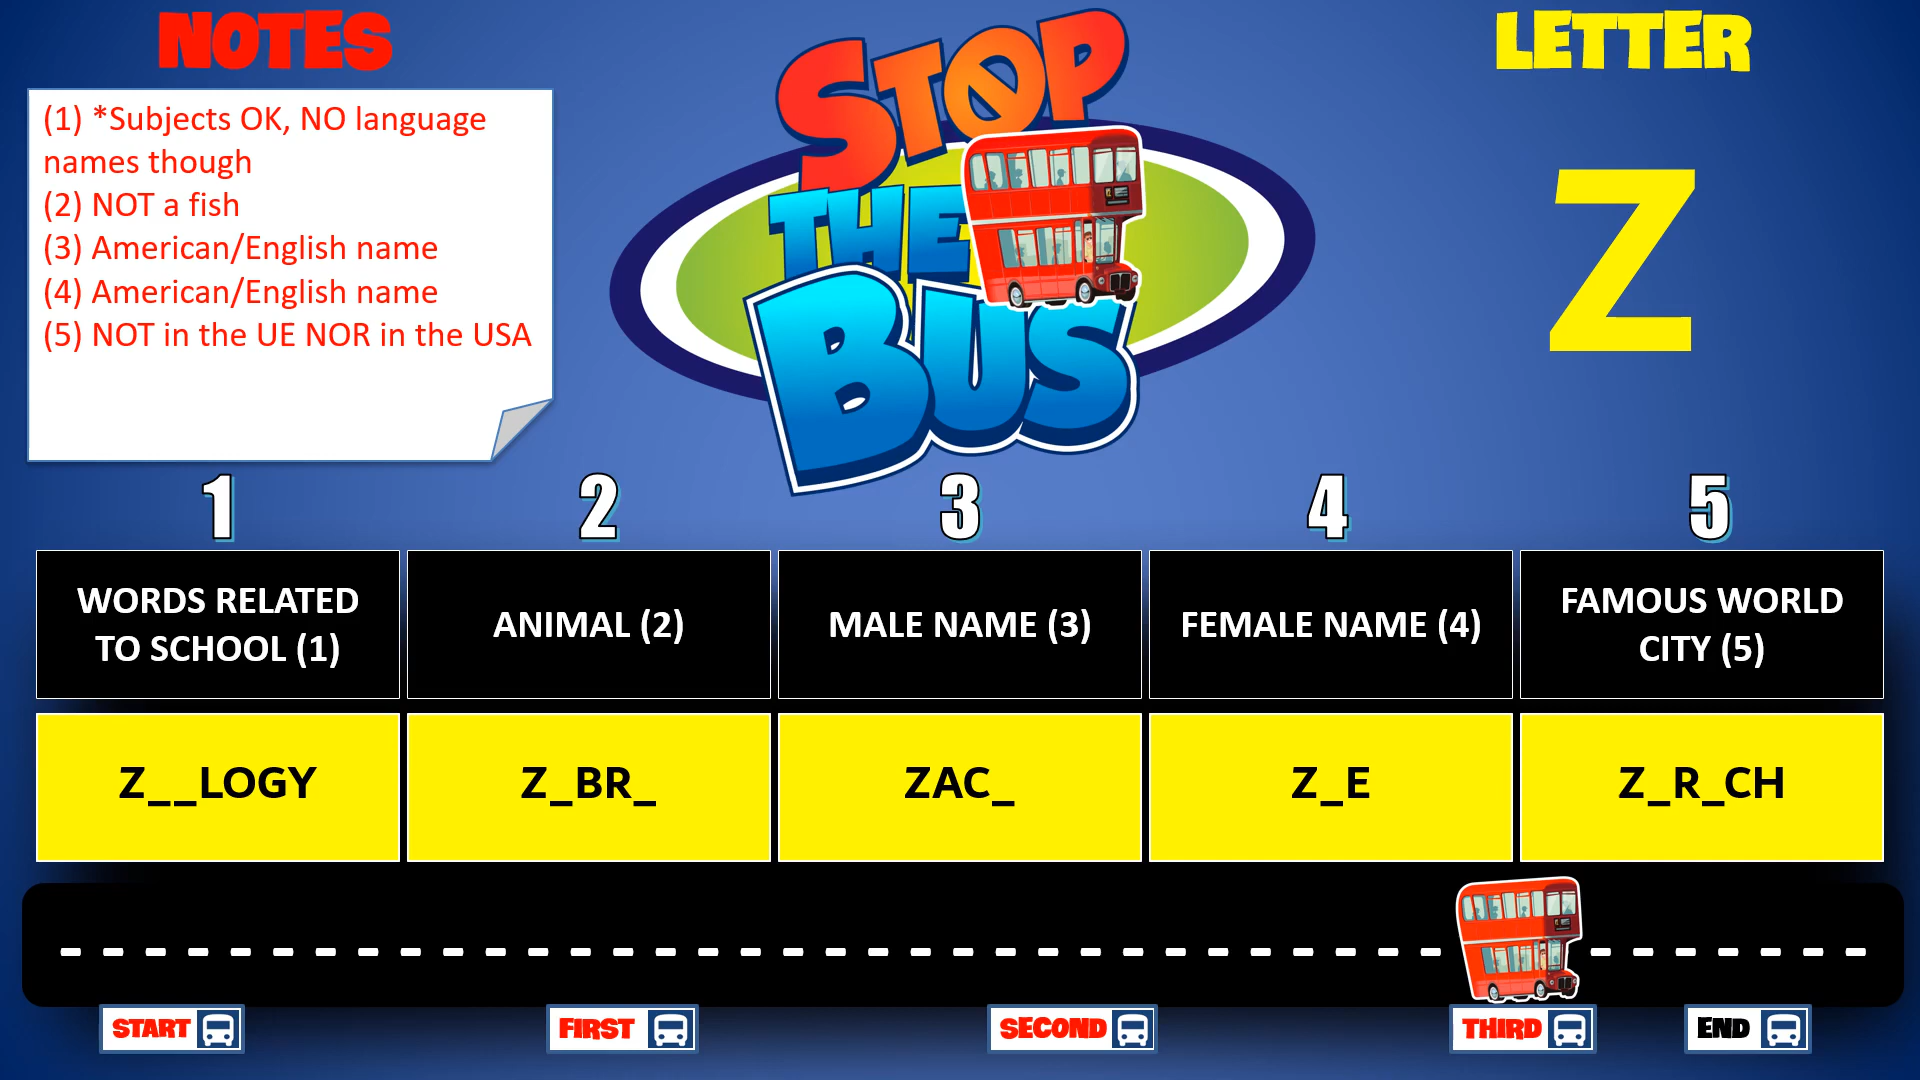 NOTES
(1) *Subjects OK, NO language
names though
(2) NOT a fish
(3) American/English name
(4) American/English name
(5) NOT in the UE NOR in the USA
STOP
THE
BUS
LETTER
Z
1
2
3
4
5
WORDS RELATED
TO SCHOOL (1)
ANIMAL (2)
MALE NAME (3)
FEMALE NAME (4)
FAMOUS WORLD
CITY (5)
Z__LOGY
Z_BR_
ZAC_
Z_E
Z_R_CH
START
FIRST
SECOND
THIRD
END